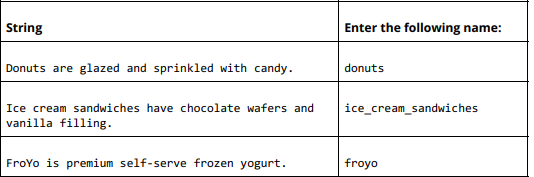 String Enter the following name:
Donuts are glazed and sprinkled with candy. donuts
Ice cream sandwiches have chocolate wafers and ice_cream_sandwiches
vanilla filling.
FroYo is premium self-serve frozen yogurt. froyo